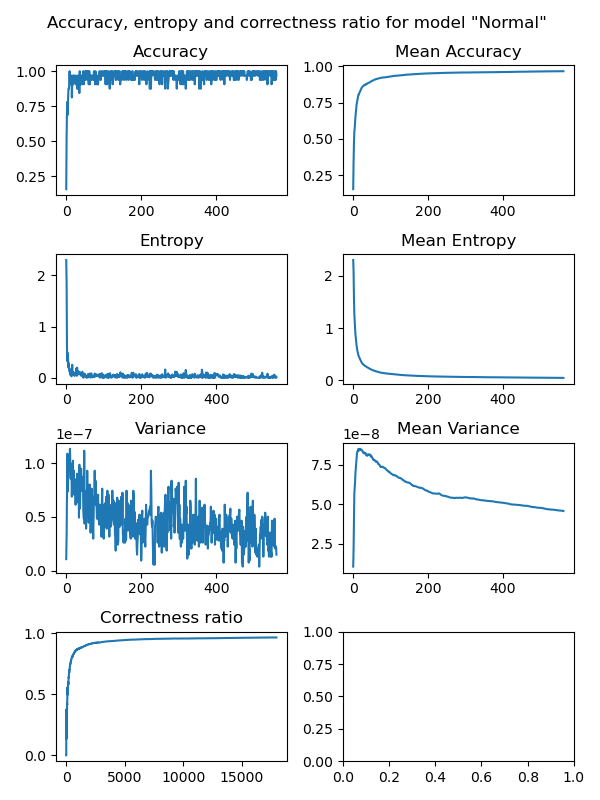 Accuracy, entropy and correctness ratio for model "Normal"
Accuracy
Mean Accuracy
1.00
0.75
0.50
0.25
0 200 400
1.00
0.75
0.50
0.25
0 200 400
Entropy
Mean Entropy
2
1
0
0 200 400
2
1
0
0 200 400
Variance
Mean Variance
1e−7
1.0
0.5
0.0
0 200 400
1e−8
7.5
5.0
2.5
0 200 400
Correctness ratio
1.0
0.5
0.0
0 5000 10000 15000
1.00
0.75
0.50
0.25
0.00
0.0 0.2 0.4 0.6 0.8 1.0